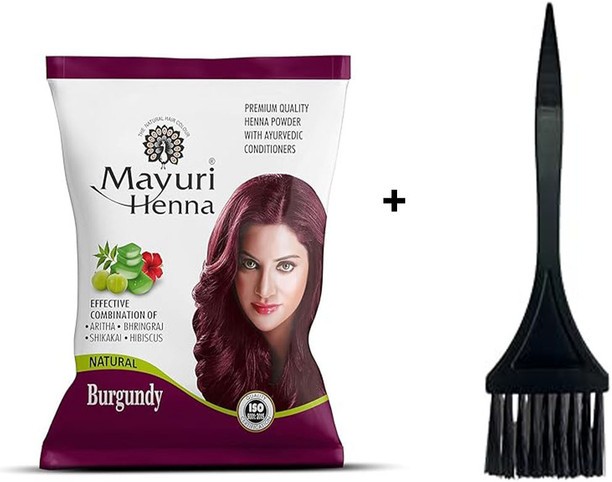 THE NATURAL HAIR COLOUR
Mayuri®
Henna
PREMIUM QUALITY
HENNA POWDER
WITH AYURVEDIC
CONDITIONERS
EFFECTIVE
COMBINATION OF
• ARITHA • BHRINGRAJ
• SHIKAKAI • HIBISCUS
NATURAL
Burgundy
ISO
+